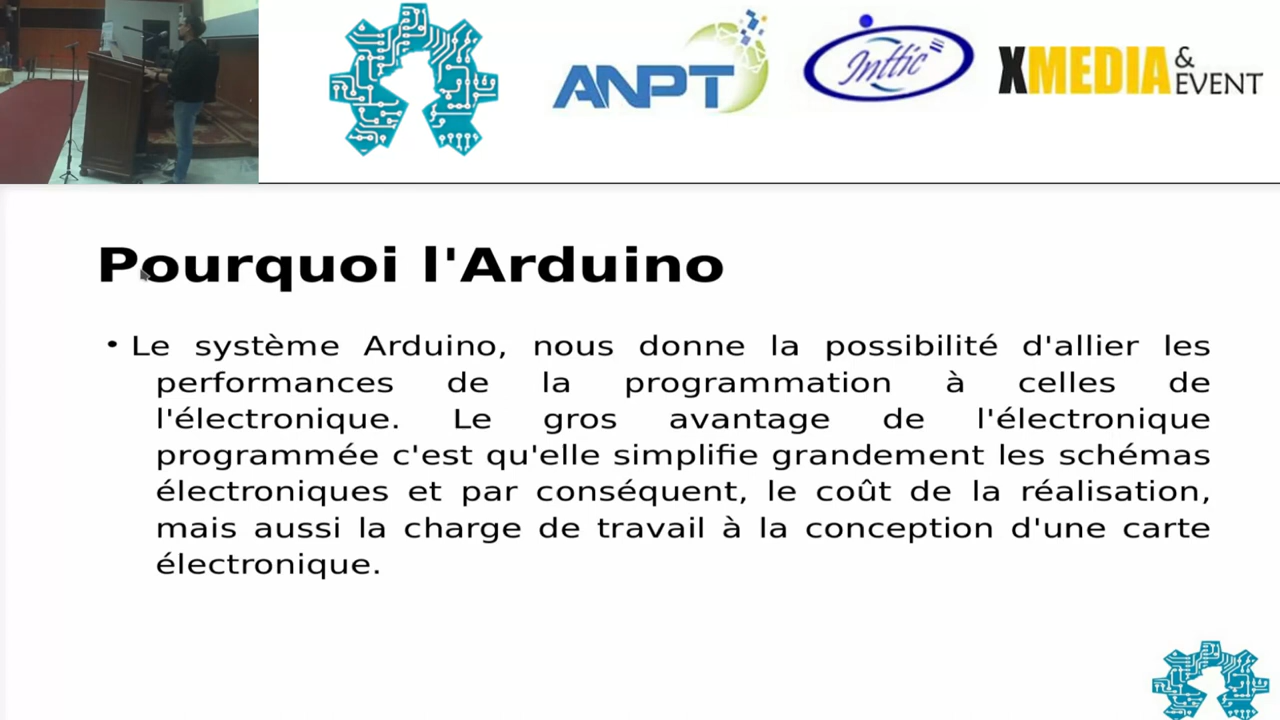 ANPT
Inttic
XMEDIA & EVENT
Pourquoi l'Arduino
• Le système Arduino, nous donne la possibilité d'allier les
performances de la programmation à celles de
l'électronique. Le gros avantage de l'électronique
programmée c'est qu'elle simplifie grandement les schémas
électroniques et par conséquent, le coût de la réalisation,
mais aussi la charge de travail à la conception d'une carte
électronique.